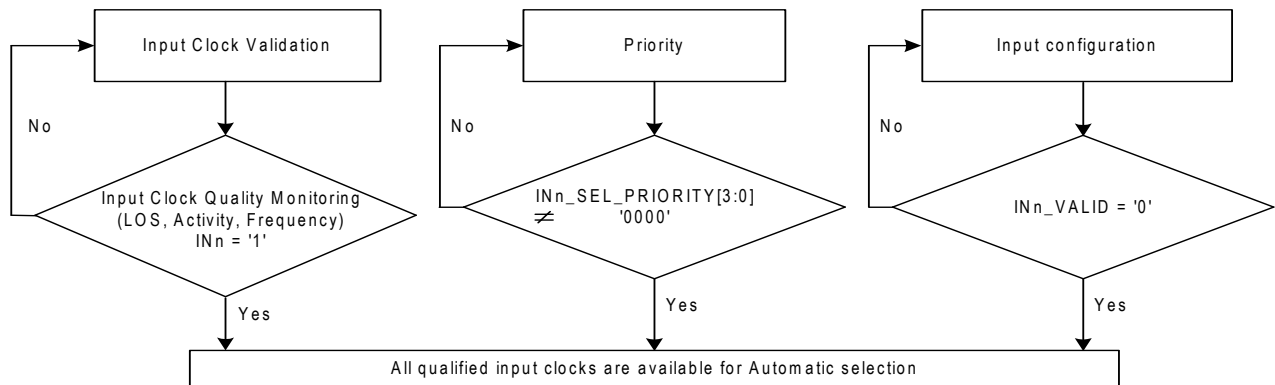 Input Clock Validation
No
Input Clock Quality Monitoring
(LOS, Activity, Frequency)
INn = '1'
Yes
Priority
No
INn_SEL_PRIORITY[3:0]
≠ '0000'
Yes
Input configuration
No
INn_VALID = '0'
Yes
All qualified input clocks are available for Automatic selection